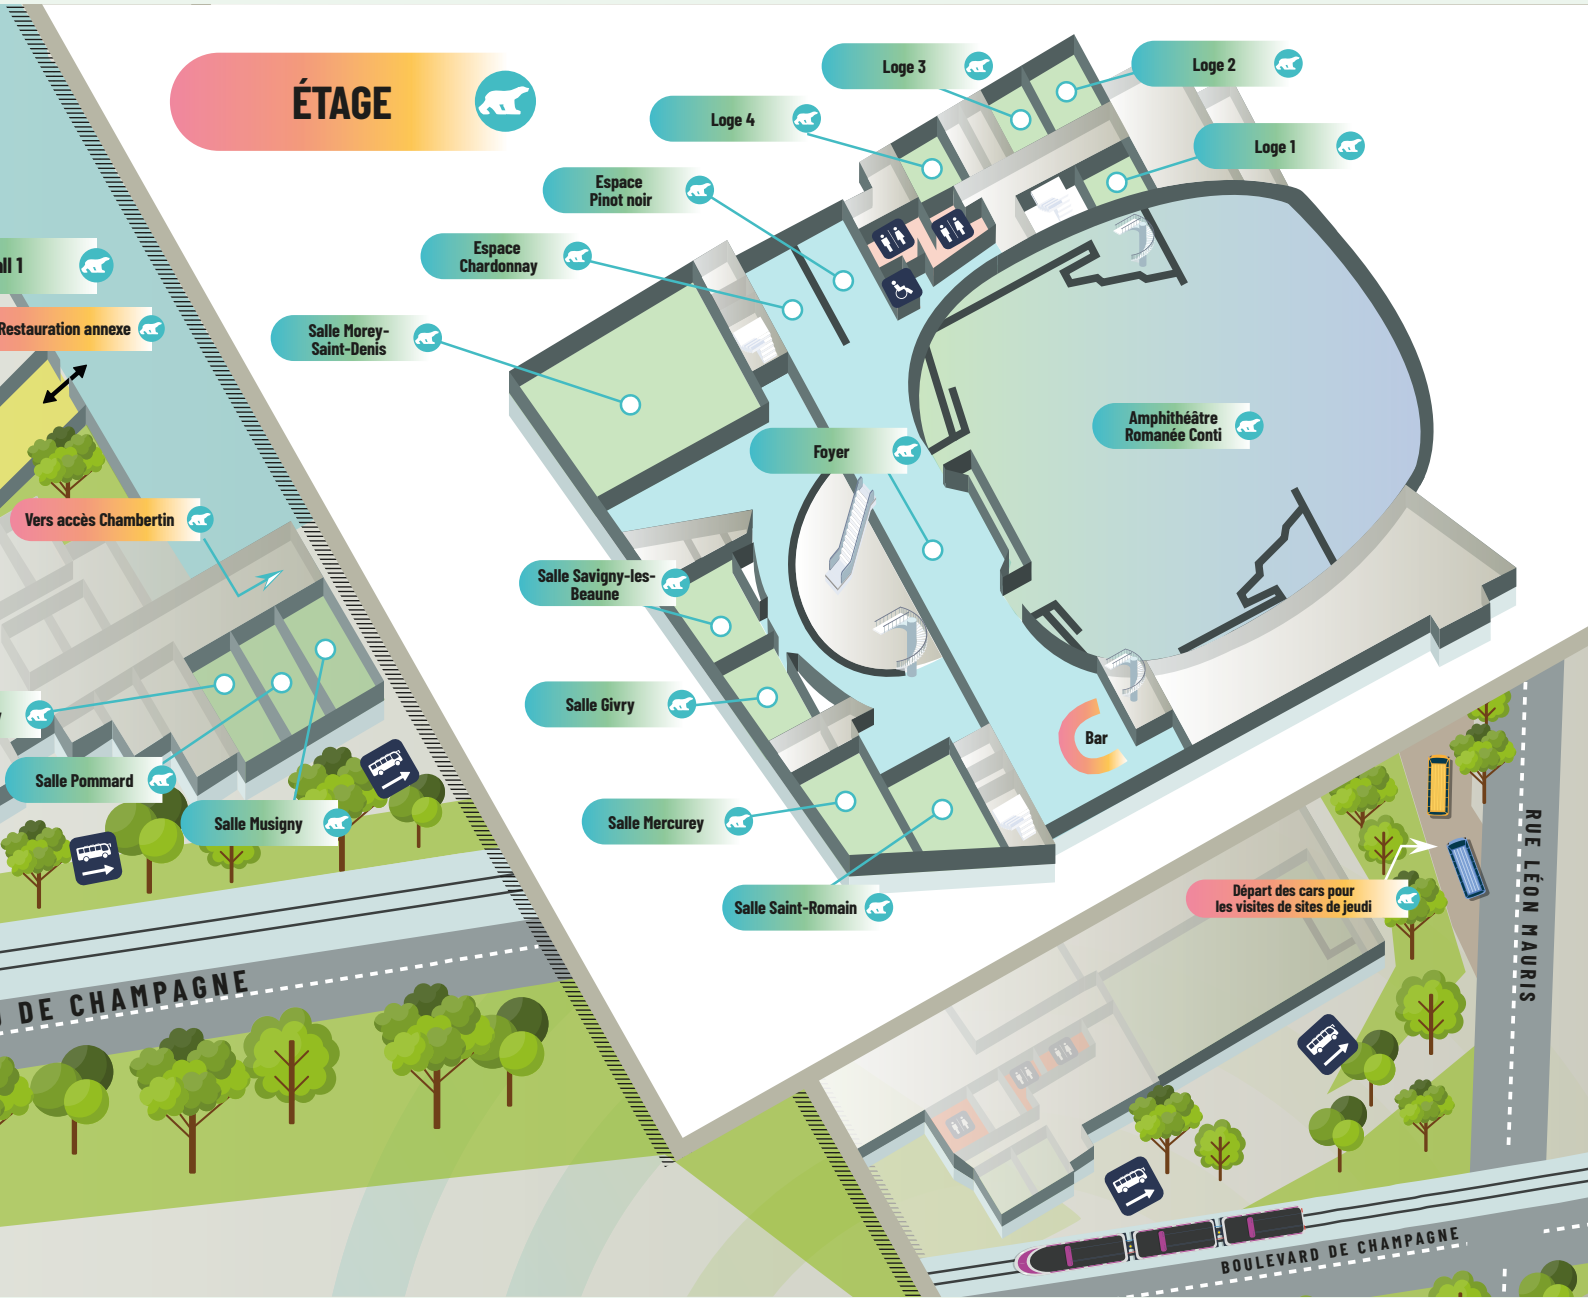 ÉTAGE
Loge 3
Loge 2
Loge 4
Loge 1
Espace
Pinot noir
Espace
Chardonnay
Salle Morey-
Saint-Denis
Restauration annexe
Amphithéâtre
Romanée Conti
Foyer
Vers accès Chambertin
Salle Savigny-les-
Beaune
Salle Givry
Bar
Salle Pommard
Salle Musigny
Salle Mercurey
Salle Saint-Romain
Départ des cars pour
les visites de sites de jeudi
RUE LÉON MAURIS
DE CHAMPAGNE
BOULEVARD DE CHAMPAGNE